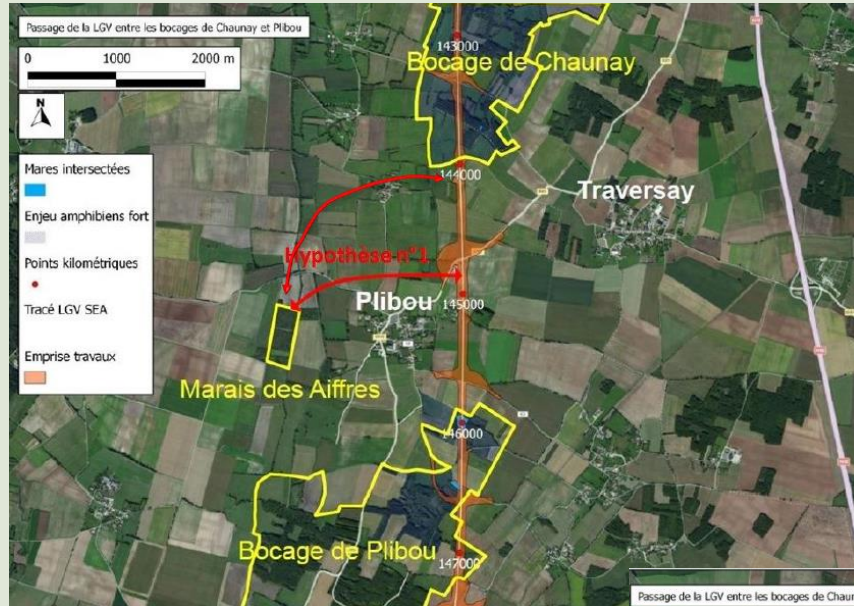 Passage de la LGV entre les bocages de Chaunay et Plibou
0 1000 2000 m
N
Mares intersectées
Enjeu amphibiens fort
Points kilométriques
Tracé LGV SEA
Emprise travaux
143000
Bocage de Chaunay
144000
Traversay
Hypothèse n°1
Plibou
145000
Marais des Aiffres
146000
Bocage de Plibou
147000
Passage de la LGV entre les bocages de Chaun